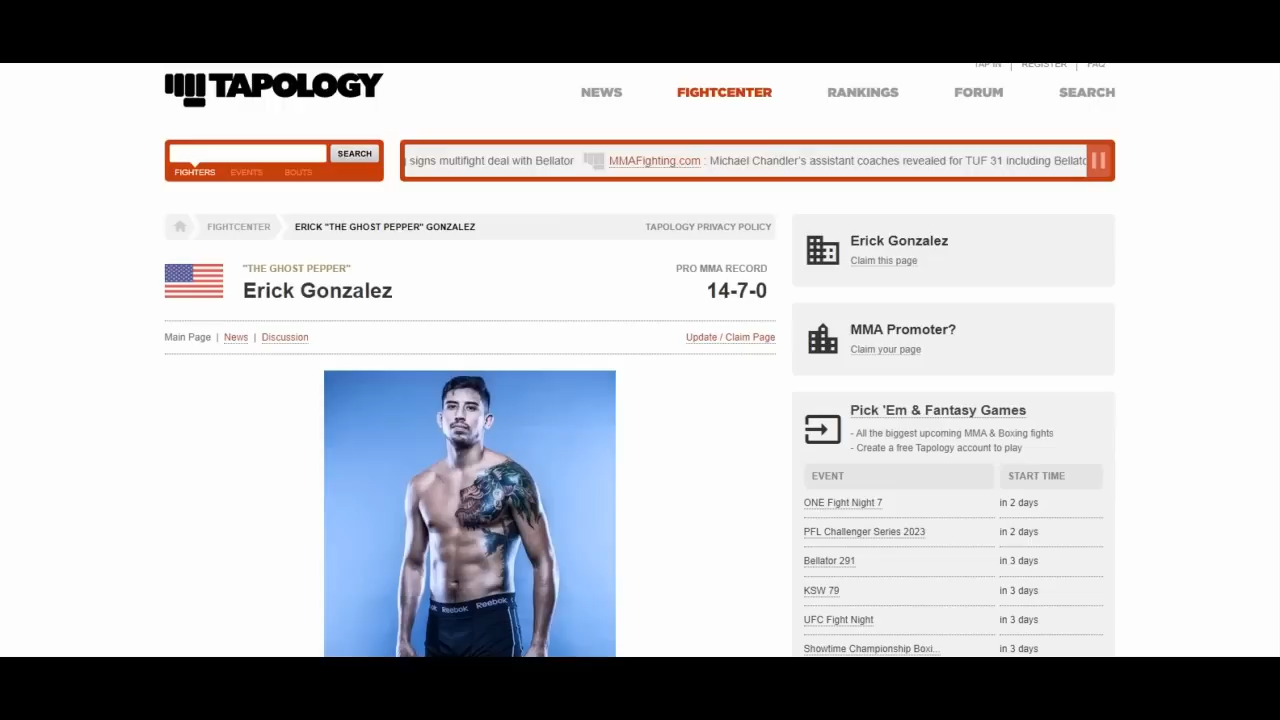 TAP IN | REGISTER | FAQ
TAPOLOGY
NEWS FIGHTCENTER RANKINGS FORUM SEARCH
SEARCH
FIGHTERS EVENTS BOUTS
signs multifight deal with Bellator MMAFighting.com : Michael Chandler's assistant coaches revealed for TUF 31 including Bellato
FIGHTCENTER ERICK "THE GHOST PEPPER" GONZALEZ TAPOLOGY PRIVACY POLICY
"THE GHOST PEPPER"
Erick Gonzalez
PRO MMA RECORD
14-7-0
Main Page | News | Discussion
Update / Claim Page
Reebok Reebok
Erick Gonzalez
Claim this page
MMA Promoter?
Claim your page
Pick 'Em & Fantasy Games
- All the biggest upcoming MMA & Boxing fights
- Create a free Tapology account to play
EVENT START TIME
ONE Fight Night 7 in 2 days
PFL Challenger Series 2023 in 2 days
Bellator 291 in 3 days
KSW 79 in 3 days
UFC Fight Night in 3 days
Showtime Championship Boxi... in 3 days